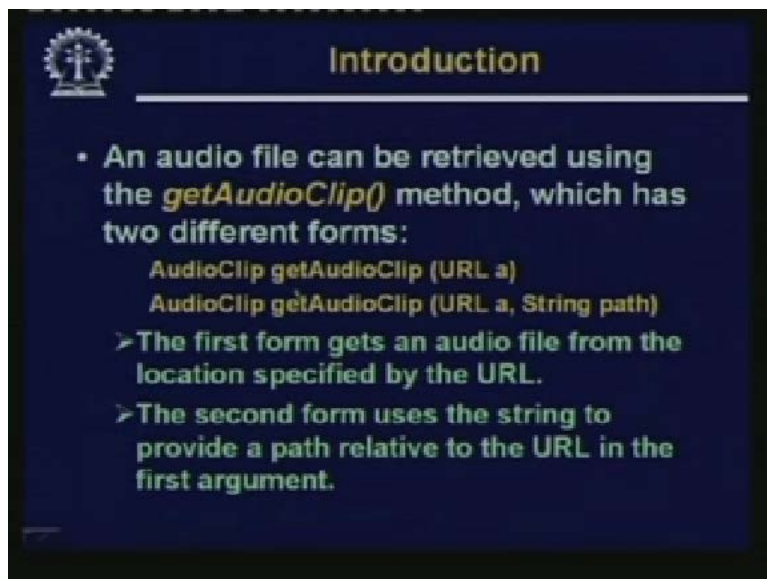 Introduction
• An audio file can be retrieved using
the getAudioClip() method, which has
two different forms:
AudioClip getAudioClip (URL a)
AudioClip getAudioClip (URL a, String path)
➢The first form gets an audio file from the
location specified by the URL.
➢The second form uses the string to
provide a path relative to the URL in the
first argument.